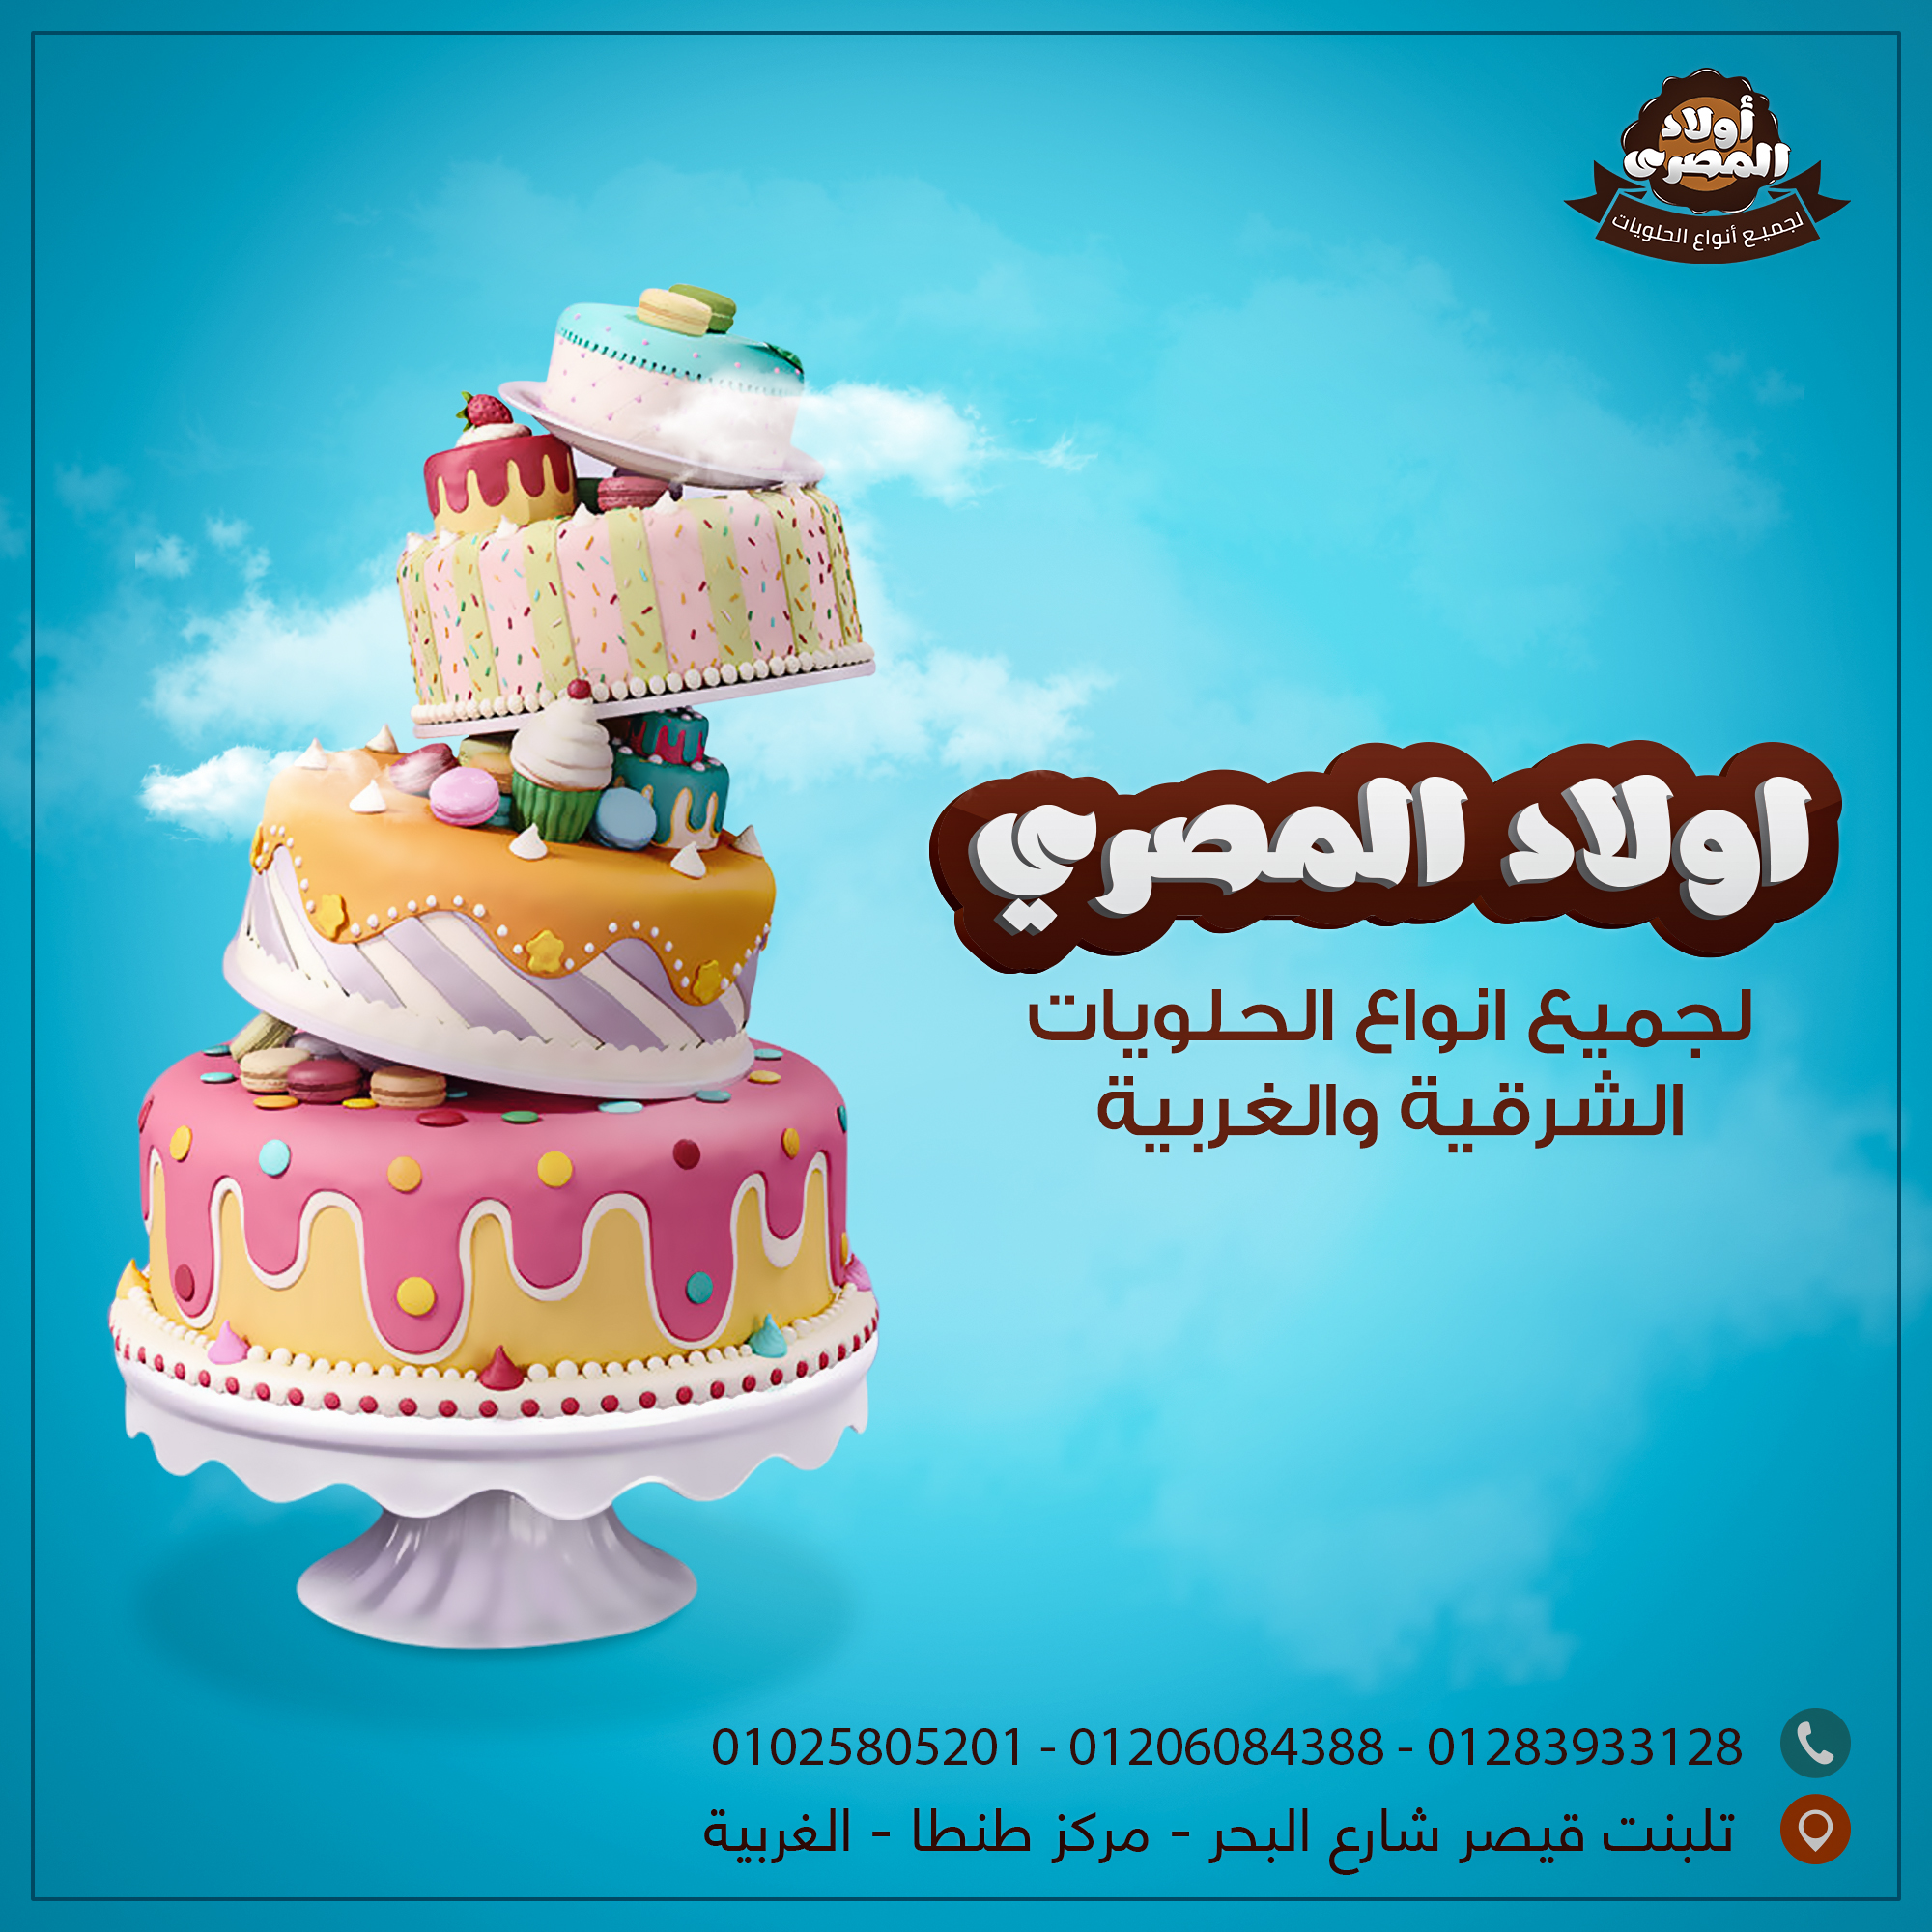 أولاد
المصرى
لجميع أنواع الحلويات
اولاد المصري
لجميع انواع الحلويات
الشرقية والغربية
01025805201 - 01206084388 - 01283933128
تلبنت قيصر شارع البحر - مركز طنطا - الغربية